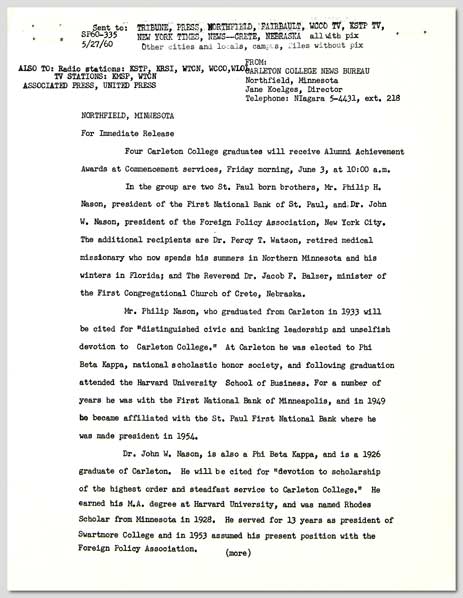 Sent to: TRIBUNE, PRESS, NORTHFIELD, FAIRBAULT, WCCO TV, KSTP TV,
SP60-335 NEW YORK TIMES, NEWS--CRETE, NEBRASKA all with pix
5/27/60 Other cities and locals, campus, files without pix
FROM:
ALSO TO: Radio stations: KSTP, KRSI, WTCN, WCCO, WLOL CARLETON COLLEGE NEWS BUREAU
TV STATIONS: KMSP, WTCN Northfield, Minnesota
ASSOCIATED PRESS, UNITED PRESS Jane Koelges, Director
Telephone: NIagara 5-4431, ext. 218
NORTHFIELD, MINNESOTA
For Immediate Release
Four Carleton College graduates will receive Alumni Achievement
Awards at Commencement services, Friday morning, June 3, at 10:00 a.m.
In the group are two St. Paul born brothers, Mr. Philip H.
Nason, president of the First National Bank of St. Paul, and Dr. John
W. Nason, president of the Foreign Policy Association, New York City.
The additional recipients are Dr. Percy T. Watson, retired medical
missionary who now spends his summers in Northern Minnesota and his
winters in Florida; and The Reverend Dr. Jacob F. Balzer, minister of
the First Congregational Church of Crete, Nebraska.
Mr. Philip Nason, who graduated from Carleton in 1933 will
be cited for "distinguished civic and banking leadership and unselfish
devotion to Carleton College." At Carleton he was elected to Phi
Beta Kappa, national scholastic honor society, and following graduation
attended the Harvard University School of Business. For a number of
years he was with the First National Bank of Minneapolis, and in 1949
he became affiliated with the St. Paul First National Bank where he
was made president in 1954.
Dr. John W. Nason, is also a Phi Beta Kappa, and is a 1926
graduate of Carleton. He will be cited for "devotion to scholarship
of the highest order and steadfast service to Carleton College." He
earned his M.A. degree at Harvard University, and was named Rhodes
Scholar from Minnesota in 1928. He served for 13 years as president of
Swartmore College and in 1953 assumed his present position with the
Foreign Policy Association.
(more)